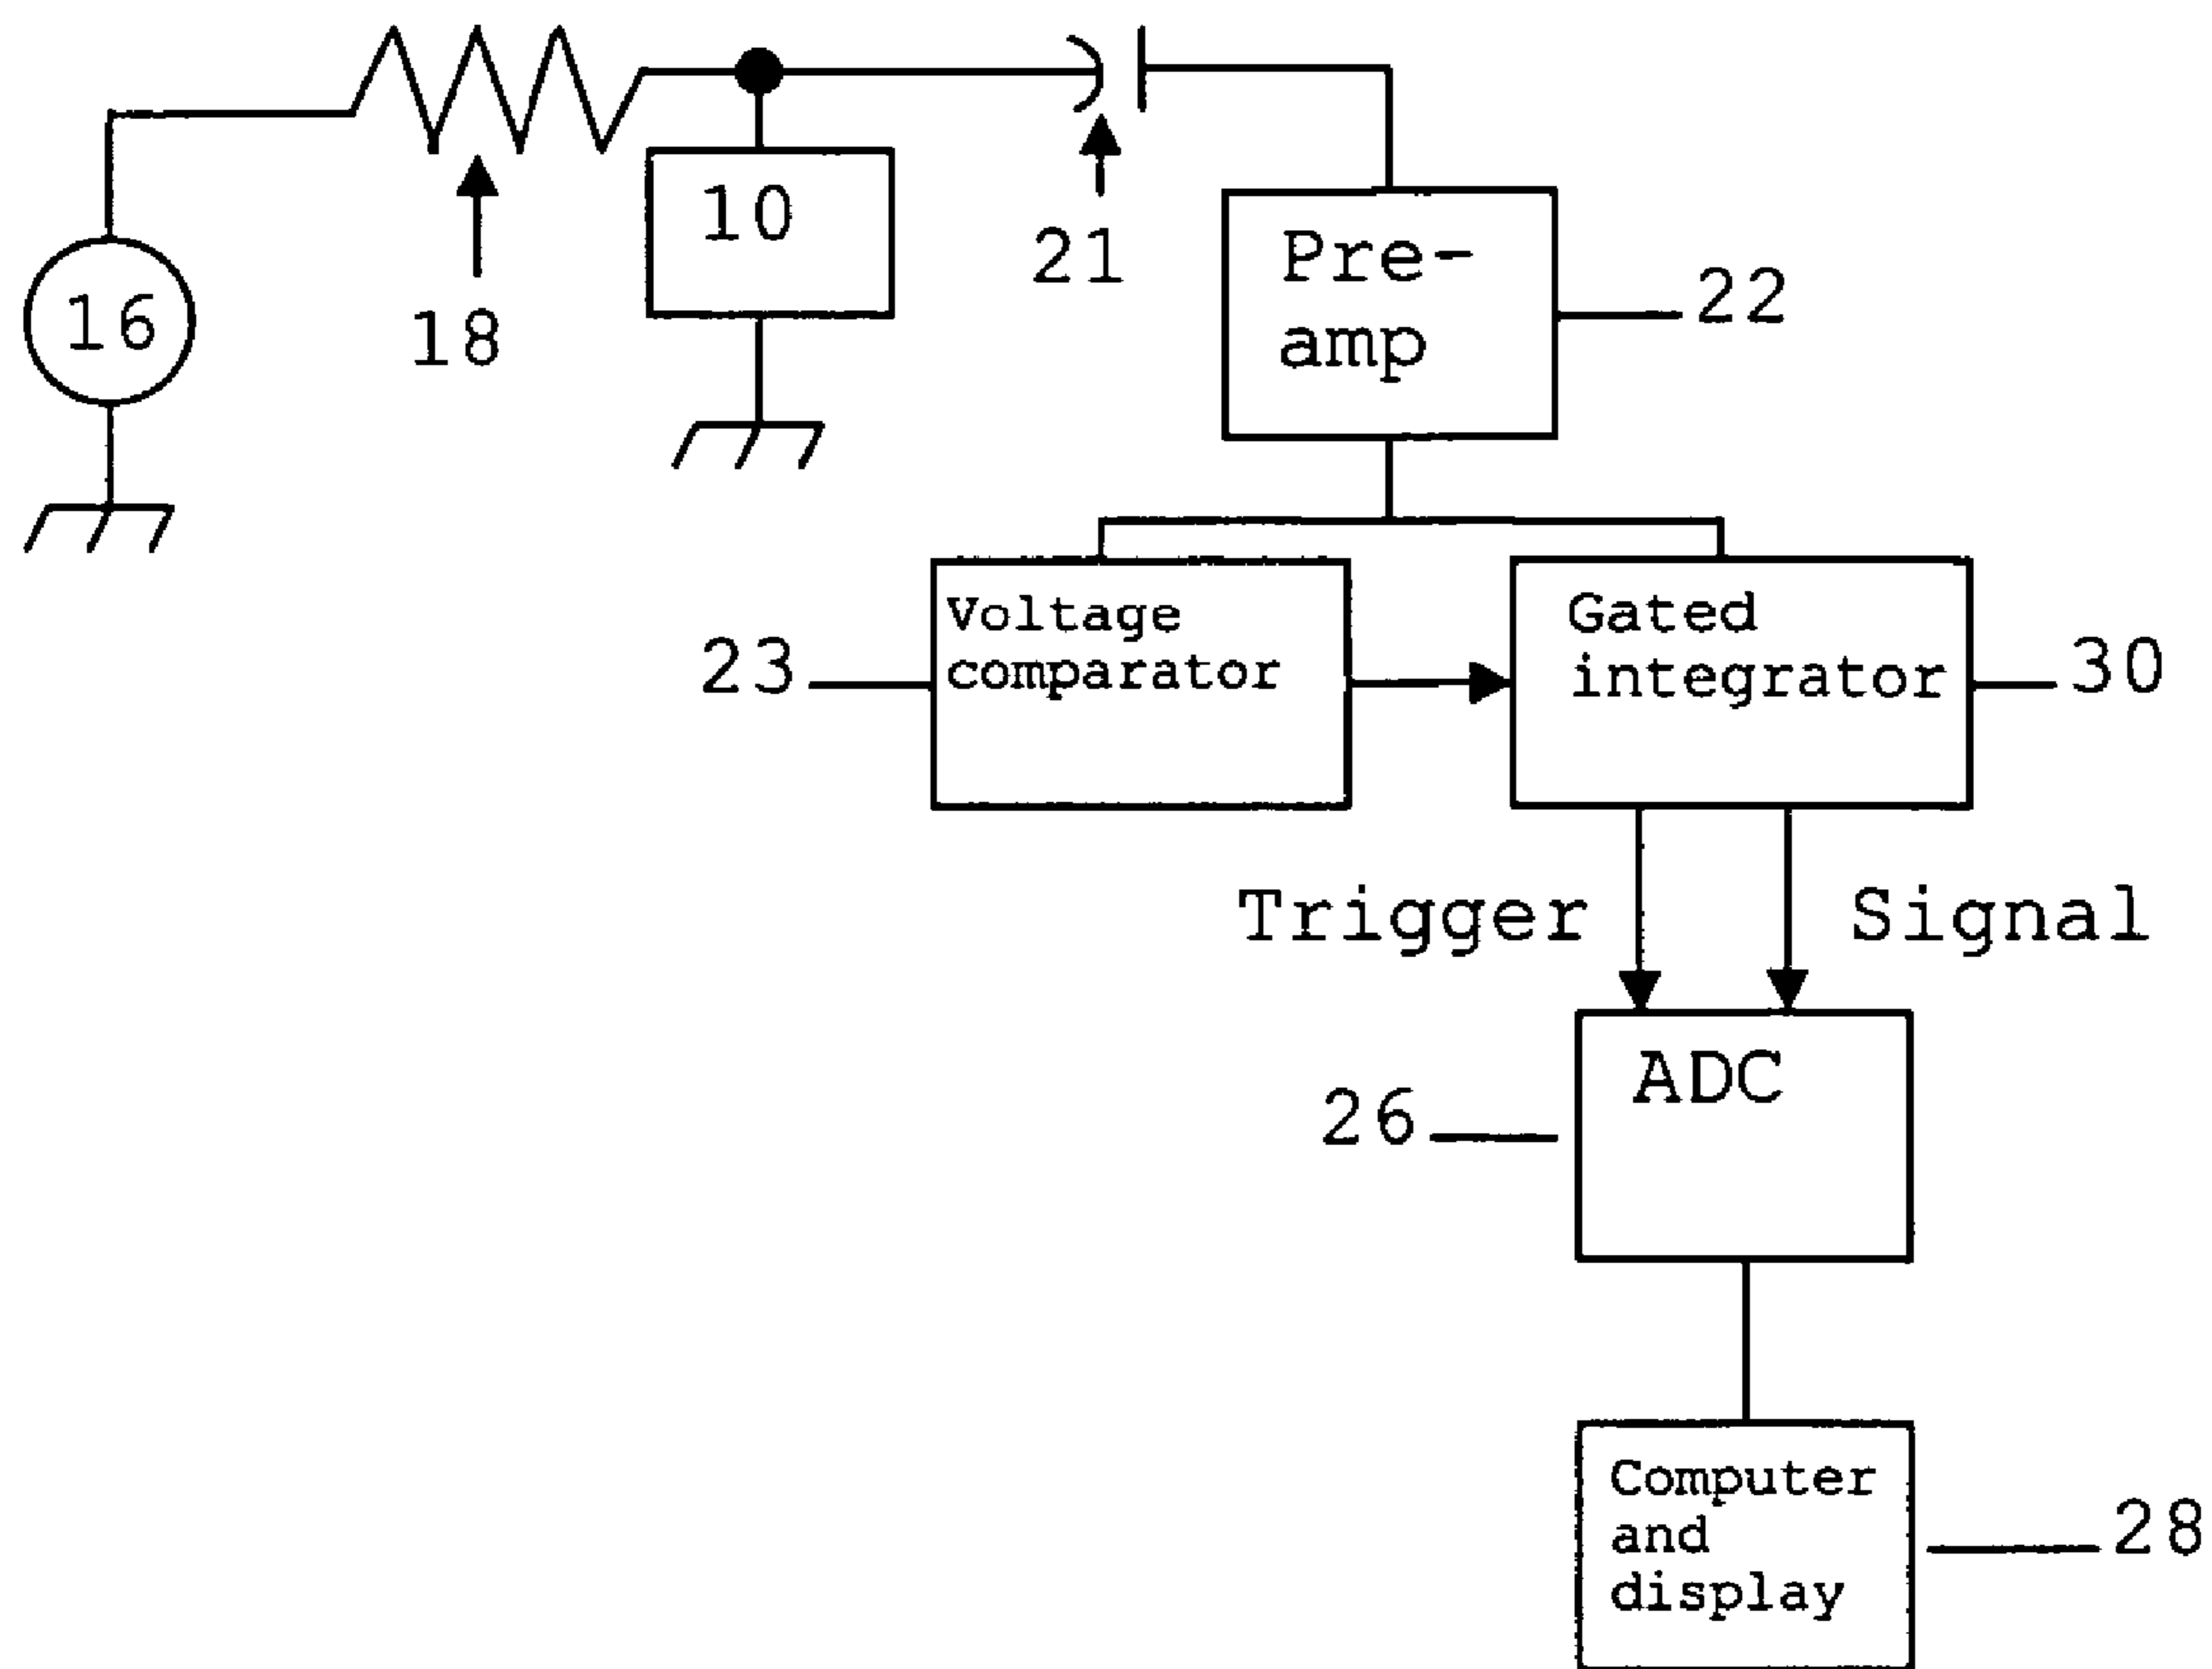 10
16
18
21
Pre-
amp
22
Voltage
comparator
23
Gated
integrator
30
Trigger
Signal
ADC
26
Computer
and
display
28